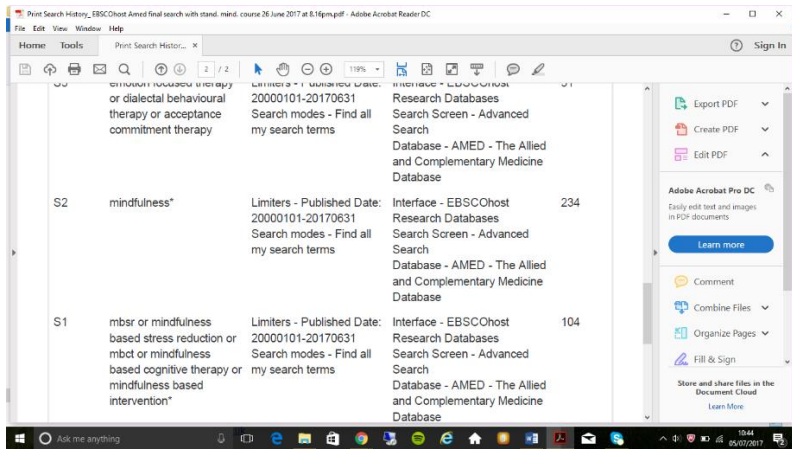 Print Search History_ EBSCOhost Amed final search with stand. mind. course 26 June 2017 at 8.16pm.pdf - Adobe Acrobat Reader DC
File Edit View Window Help
Home Tools Print Search Histor... × Sign In
2 / 2 119%
S3 emotion focused therapy Limiters - Published Date: Interface - EBSCOhost 91
or dialectal behavioural 20000101-20170631 Research Databases
therapy or acceptance Search modes - Find all Search Screen - Advanced
commitment therapy my search terms Search
Database - AMED - The Allied
and Complementary Medicine
Database
S2 mindfulness* Limiters - Published Date: Interface - EBSCOhost 234
20000101-20170631 Research Databases
Search modes - Find all Search Screen - Advanced
my search terms Search
Database - AMED - The Allied
and Complementary Medicine
Database
S1 mbsr or mindfulness Limiters - Published Date: Interface - EBSCOhost 104
based stress reduction or 20000101-20170631 Research Databases
mbct or mindfulness Search modes - Find all Search Screen - Advanced
based cognitive therapy or my search terms Search
mindfulness based Database - AMED - The Allied
intervention* and Complementary Medicine
Database
Export PDF
Create PDF
Edit PDF
Adobe Acrobat Pro DC
Easily edit text and images
in PDF documents
Learn more
Comment
Combine Files
Organize Pages
Fill & Sign
Store and share files in the
Document Cloud
Learn More
Ask me anything
10:44
05/07/2017